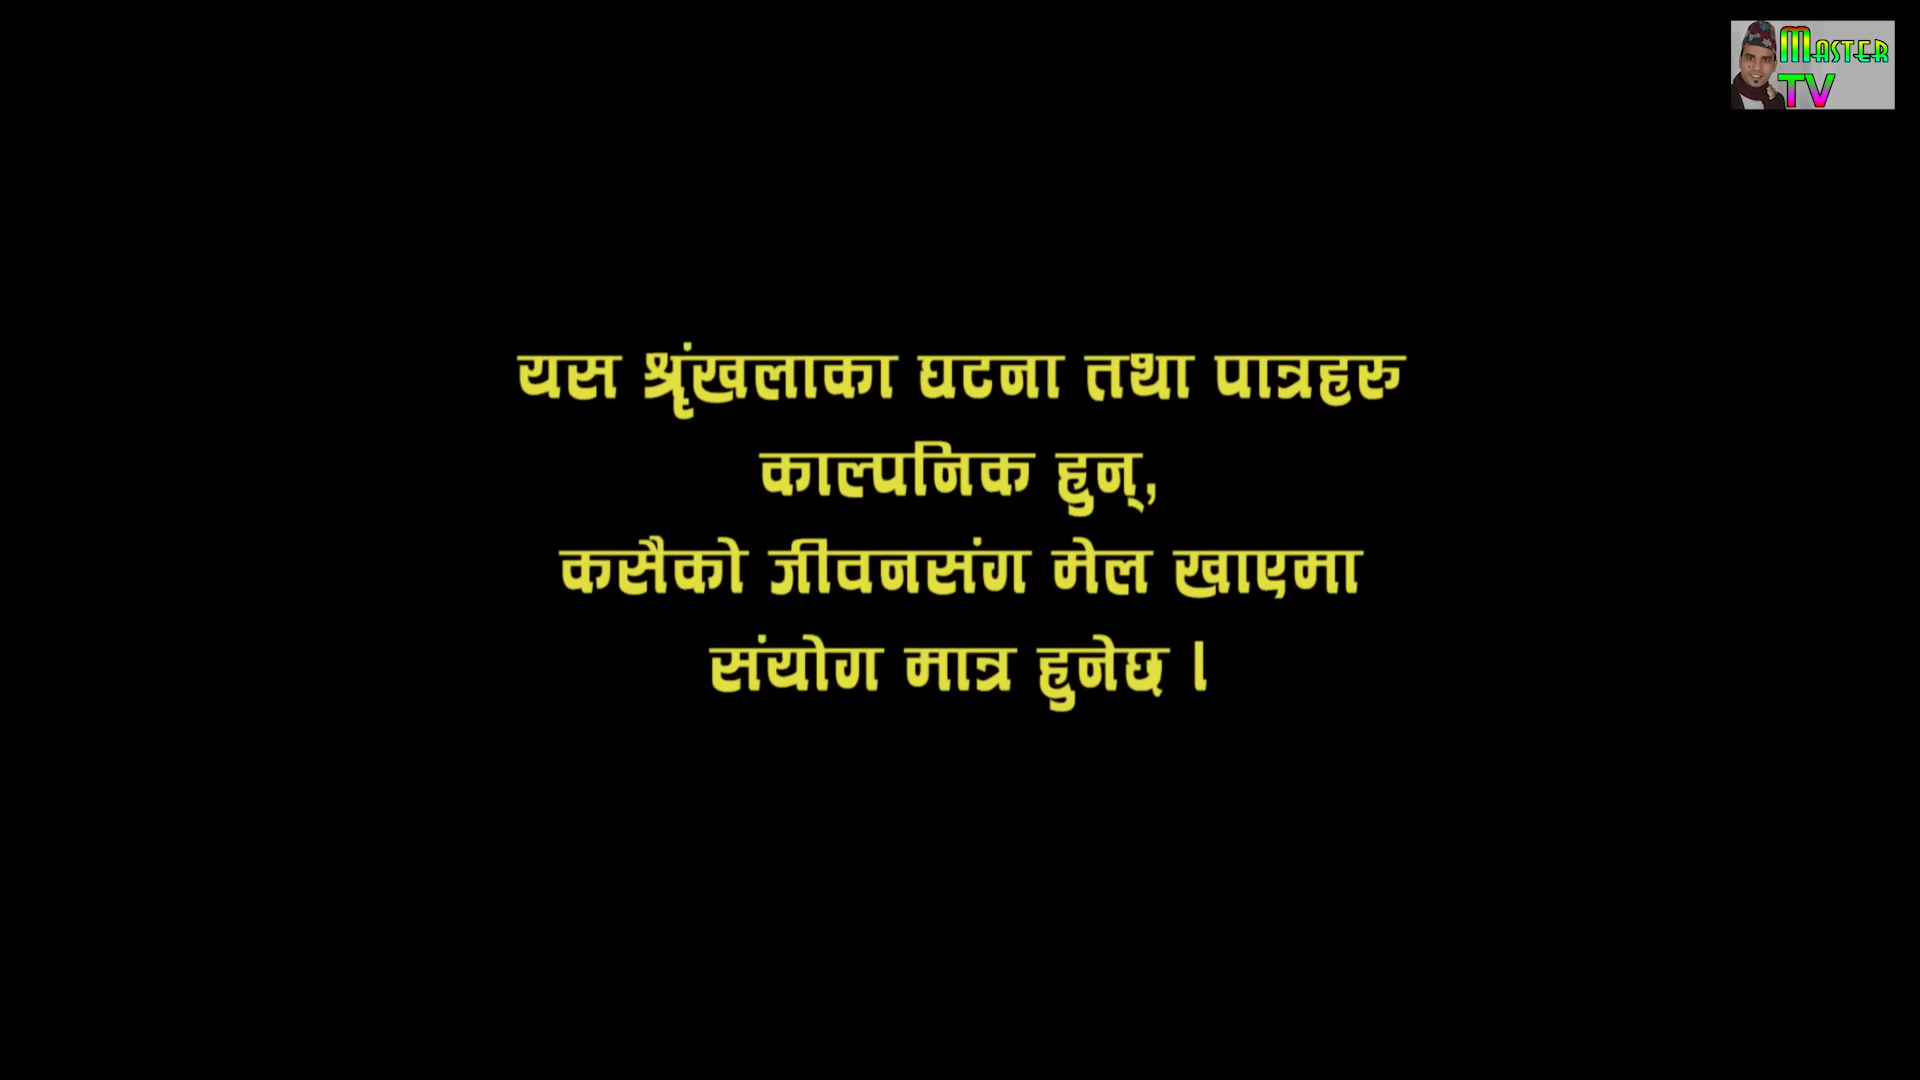 MASTER
TV
यस श्रृंखलाका घटना तथा पात्रहरु
काल्पनिक हुन्,
कसैको जीवनसंग मेल खाएमा
संयोग मात्र हुनेछ ।